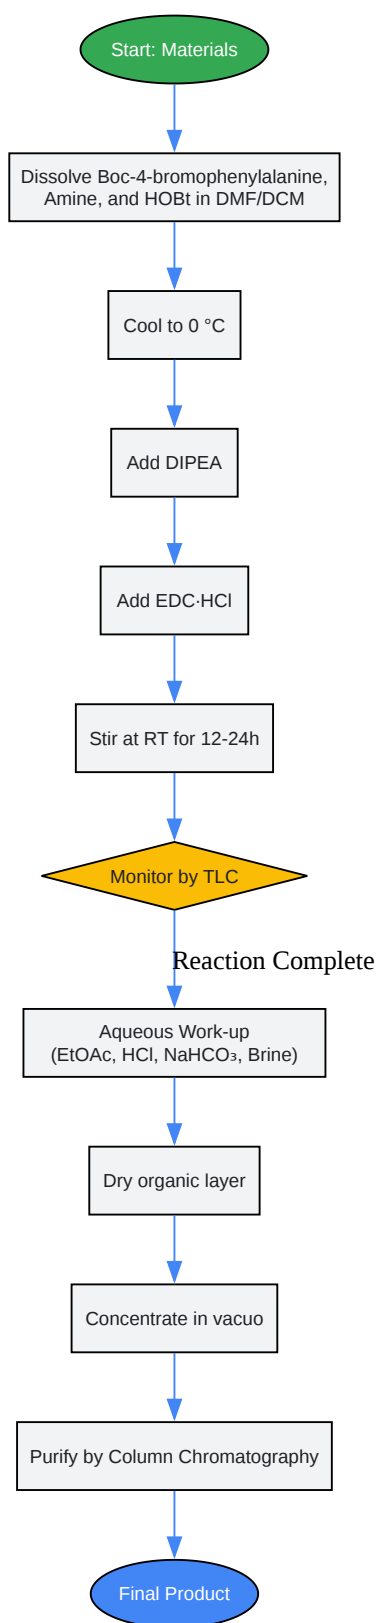 Start: Materials
Dissolve Boc-4-bromophenylalanine,
Amine, and HOBt in DMF/DCM
Cool to 0 °C
Add DIPEA
Add EDC·HCl
Stir at RT for 12-24h
Monitor by TLC
Reaction Complete
Aqueous Work-up
(EtOAc, HCl, NaHCO₃, Brine)
Dry organic layer
Concentrate in vacuo
Purify by Column Chromatography
Final Product